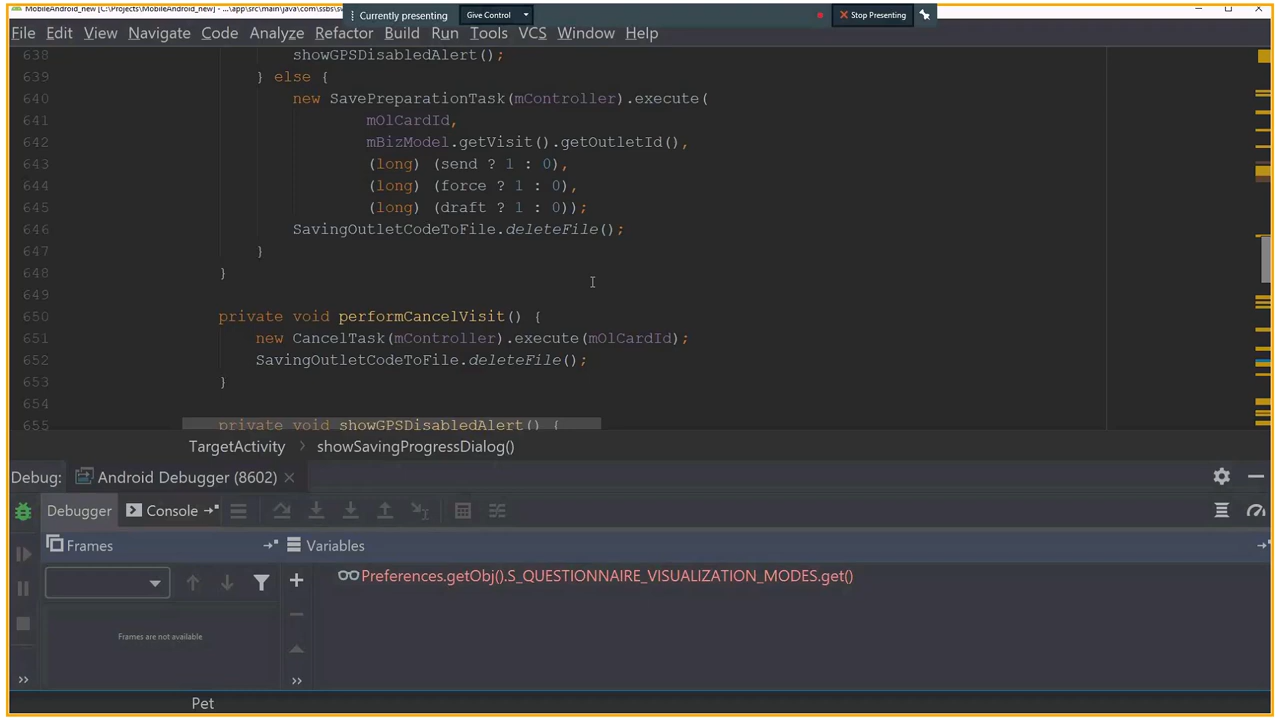 MobileAndroid_new [C:\Projects\MobileAndroid_new] - ...\app\src\main\java\com\ssbs\
Currently presenting Give Control Stop Presenting
File Edit View Navigate Code Analyze Refactor Build Run Tools VCS Window Help
638 showGPSDisabledAlert();
639 } else {
640 new SavePreparationTask(mController).execute(
641 mOlCardId,
642 mBizModel.getVisit().getOutletId(),
643 (long) (send ? 1 : 0),
644 (long) (force ? 1 : 0),
645 (long) (draft ? 1 : 0));
646 SavingOutletCodeToFile.deleteFile();
647 }
648 }
649
650 private void performCancelVisit() {
651 new CancelTask(mController).execute(mOlCardId);
652 SavingOutletCodeToFile.deleteFile();
653 }
654
655 private void showGPSDisabledAlert() {
TargetActivity showSavingProgressDialog()
Debug: Android Debugger (8602)
Debugger Console
Frames Variables
Preferences.getObj().S_QUESTIONNAIRE_VISUALIZATION_MODES.get()
Frames are not available
Pet